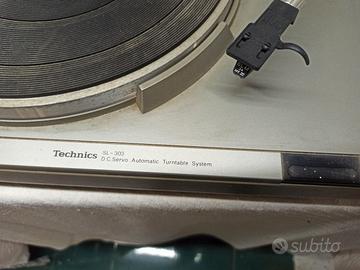 Technics SL-303
D.C. Servo Automatic Turntable System
subito